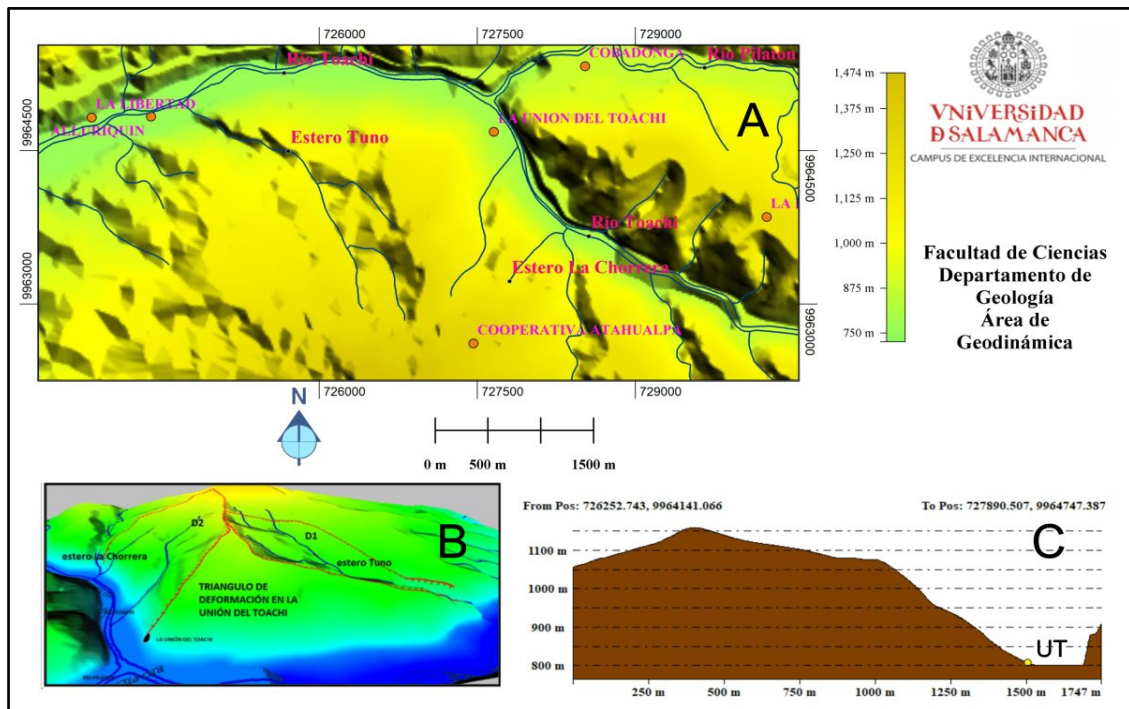 726000
727500
729000
9964500
9963000
Río Toachi
COBADONGA
Río Pilaton
LA LIBERTAD
ALLURIQUIN
Estero Tuno
LA UNION DEL TOACHI
A
Río Toachi
LA
Estero La Chorrera
COOPERATIVA ATAHUALPA
9964500
9963000
726000
727500
729000
1,474 m
1,375 m
1,250 m
1,125 m
1,000 m
875 m
750 m
VNiVERSiDAD
D SALAMANCA
CAMPUS DE EXCELENCIA INTERNACIONAL
Facultad de Ciencias
Departamento de
Geología
Área de
Geodinámica
N
0 m
500 m
1500 m
B
D2
D1
estero La Chorrera
estero Tuno
TRIANGULO DE
DEFORMACIÓN EN LA
UNIÓN DEL TOACHI
LA UNIÓN DEL TOACHI
From Pos: 726252.743, 9964141.066
To Pos: 727890.507, 9964747.387
C
1100 m
1000 m
900 m
800 m
UT
250 m
500 m
750 m
1000 m
1250 m
1500 m
1747 m